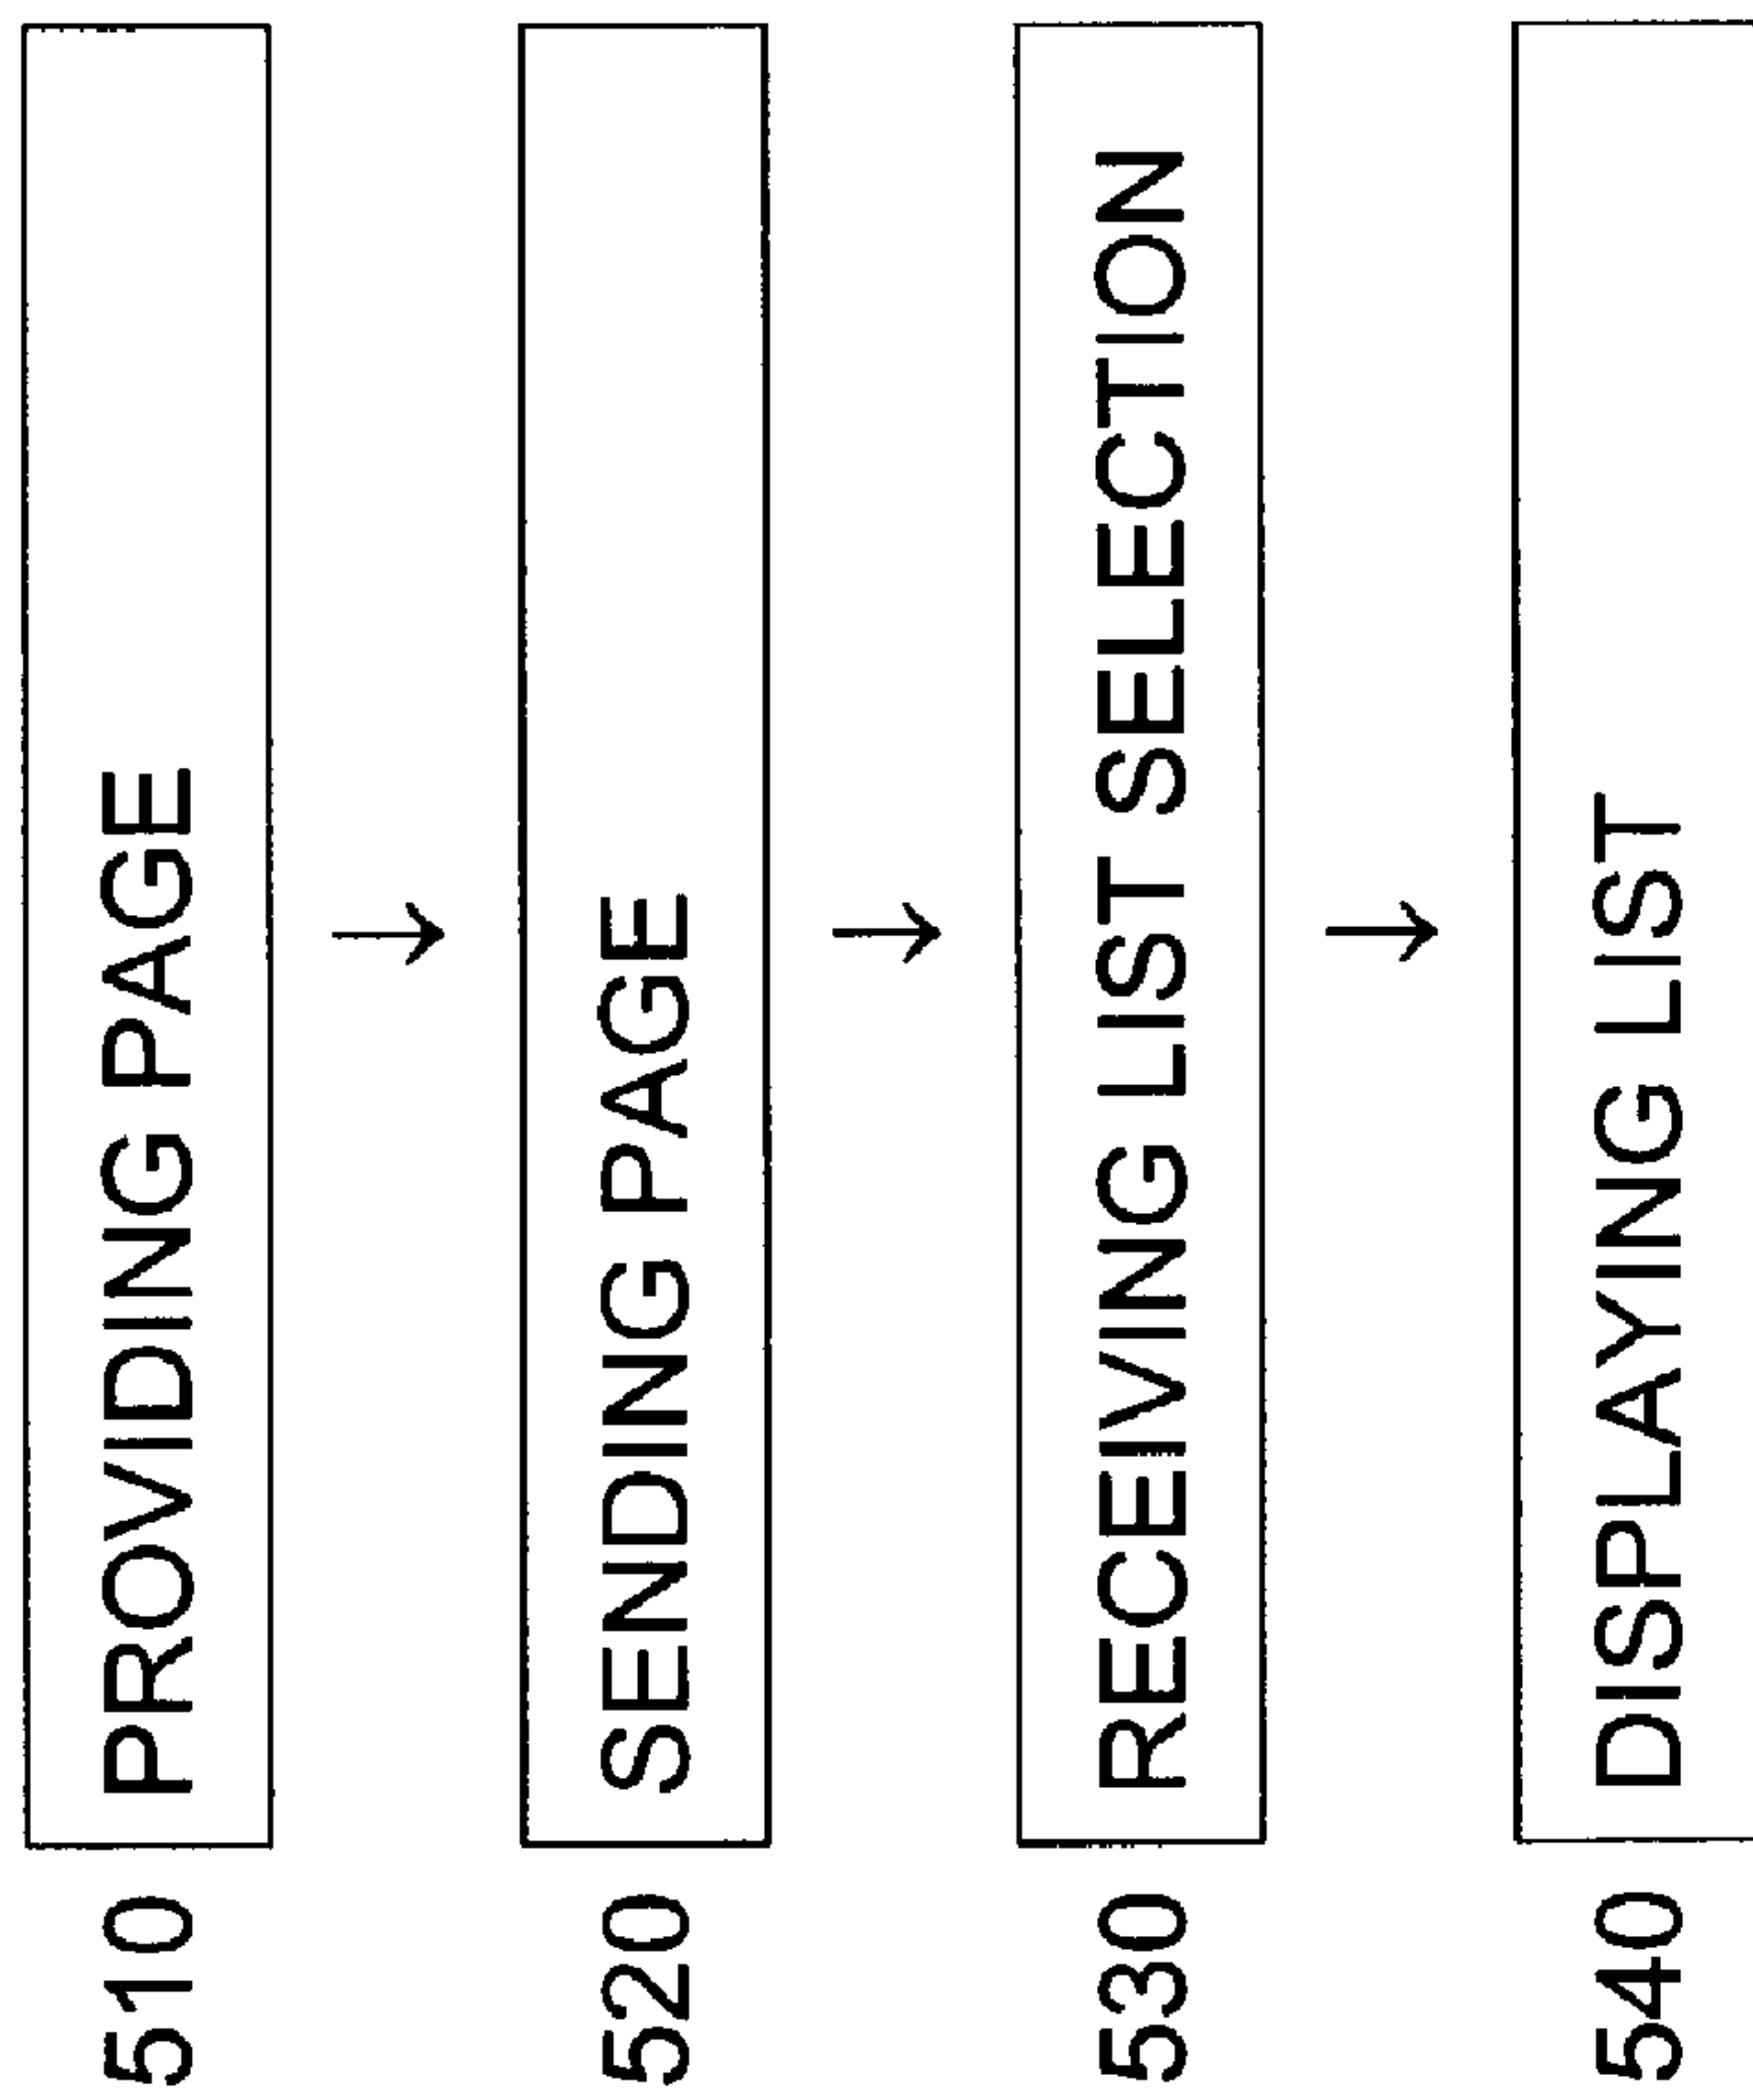 510 PROVIDING PAGE
520 SENDING PAGE
530 RECEIVING LIST SELECTION
540 DISPLAYING LIST